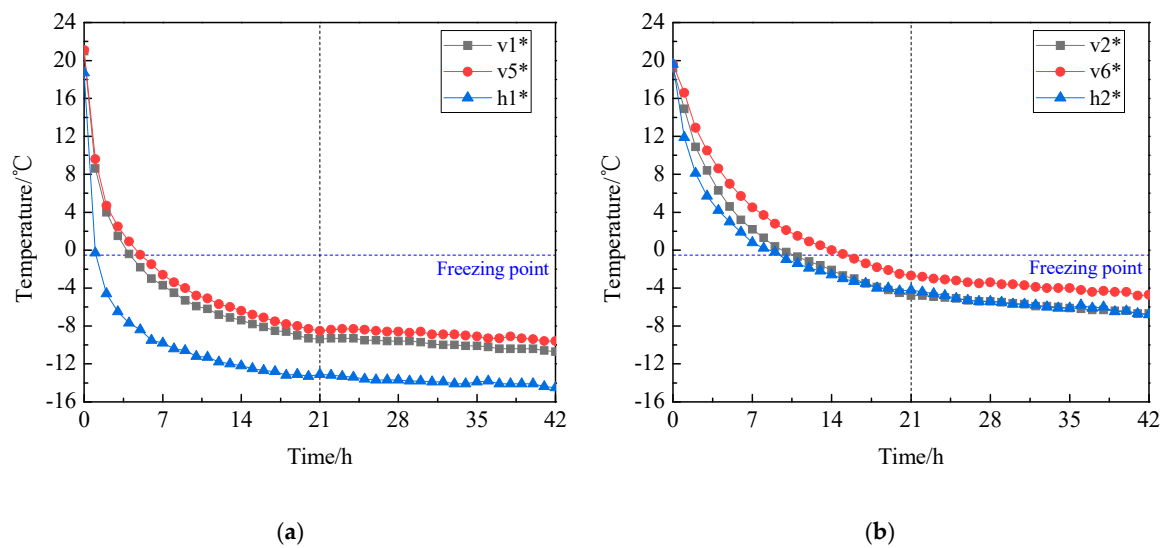 24
20
16
12
8
4
0
-4
-8
-12
-16
Temperature/℃
0
7
14
21
28
35
42
Time/h
v1*
v5*
h1*
Freezing point
(a)
24
20
16
12
8
4
0
-4
-8
-12
-16
Temperature/℃
0
7
14
21
28
35
42
Time/h
v2*
v6*
h2*
Freezing point
(b)